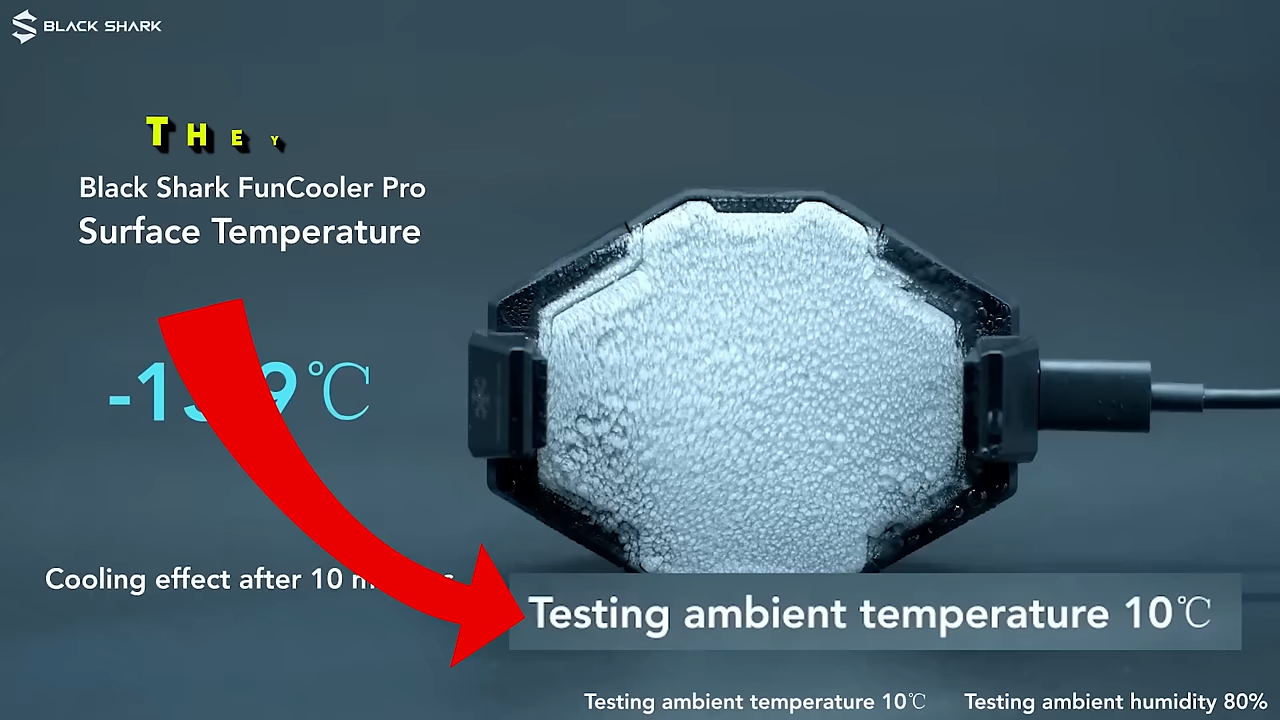 BLACK SHARK
THEY
Black Shark FunCooler Pro
Surface Temperature
℃
Cooling effect after 10
Testing ambient temperature 10℃
Testing ambient temperature 10℃
Testing ambient humidity 80%